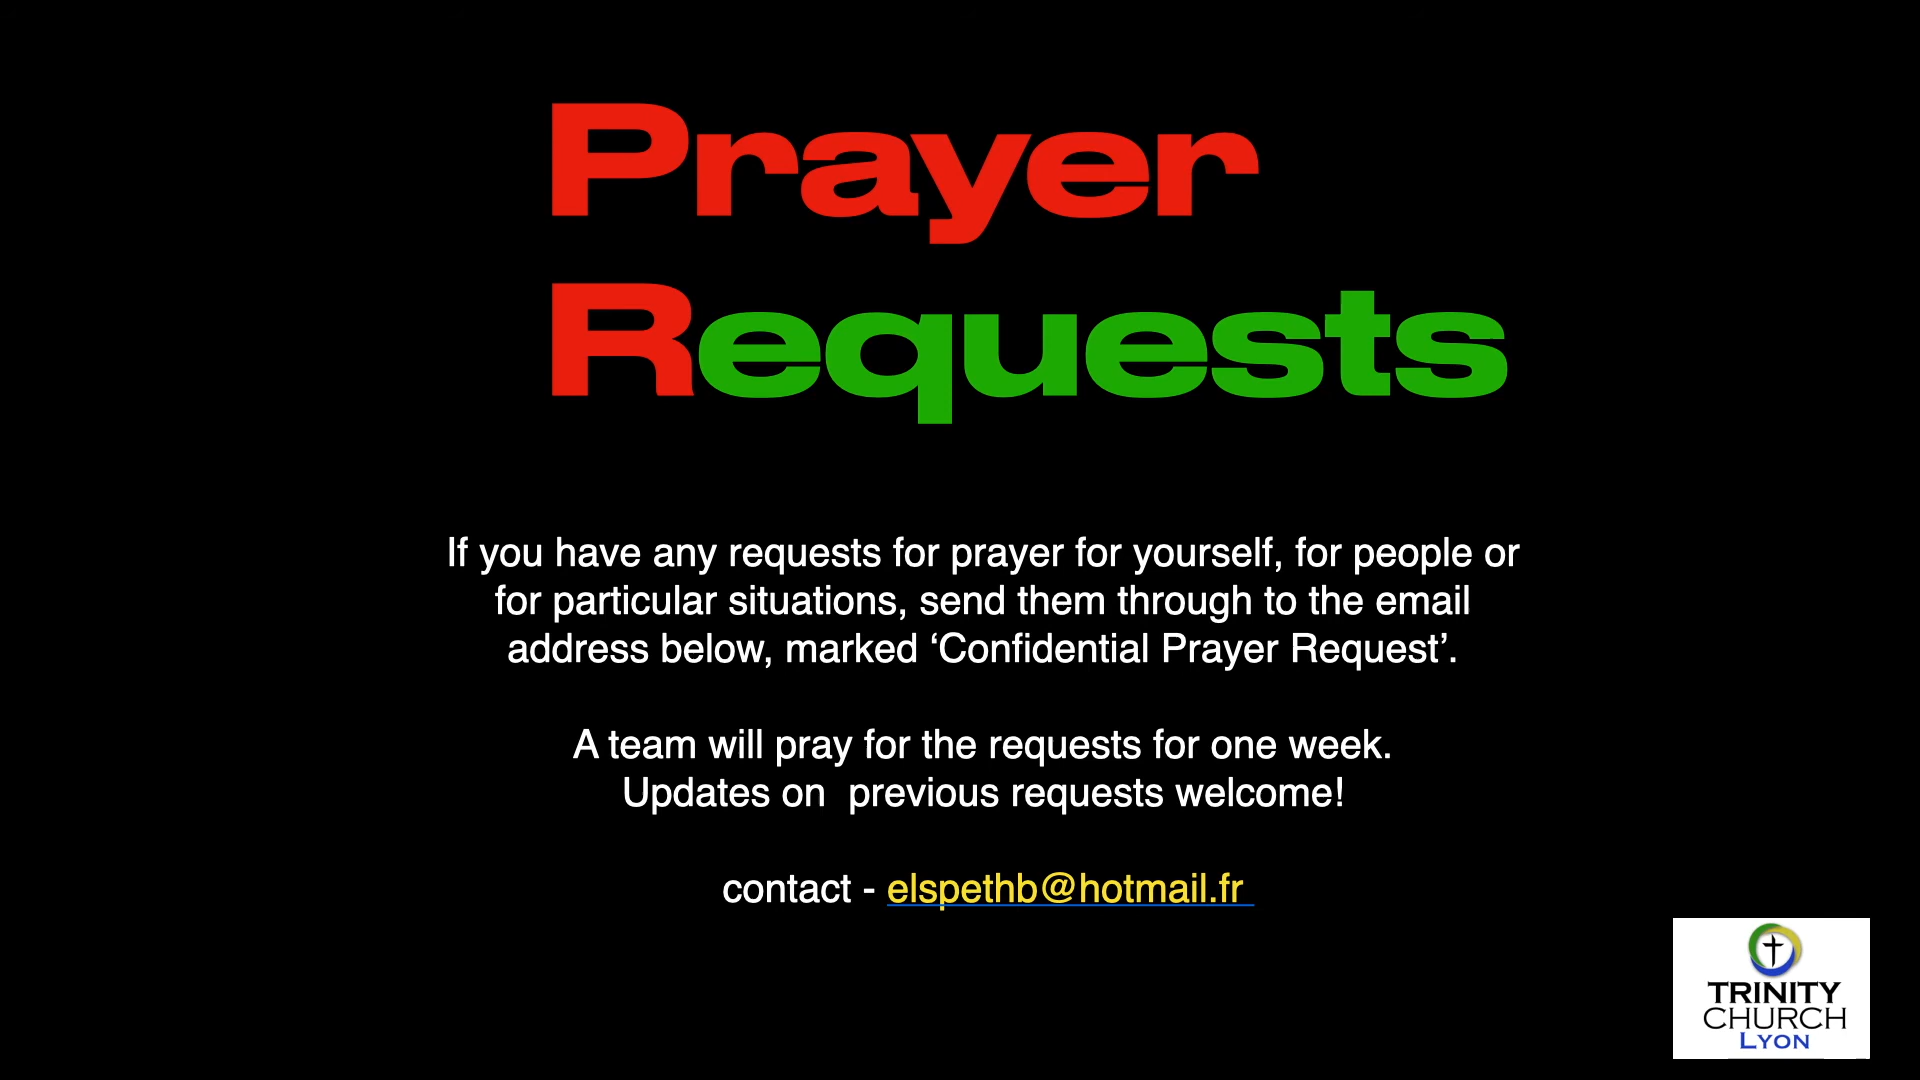 Prayer
Requests
If you have any requests for prayer for yourself, for people or
for particular situations, send them through to the email
address below, marked ‘Confidential Prayer Request’.
A team will pray for the requests for one week.
Updates on  previous requests welcome!
contact - elspethb@hotmail.fr
TRINITY
CHURCH
LYON